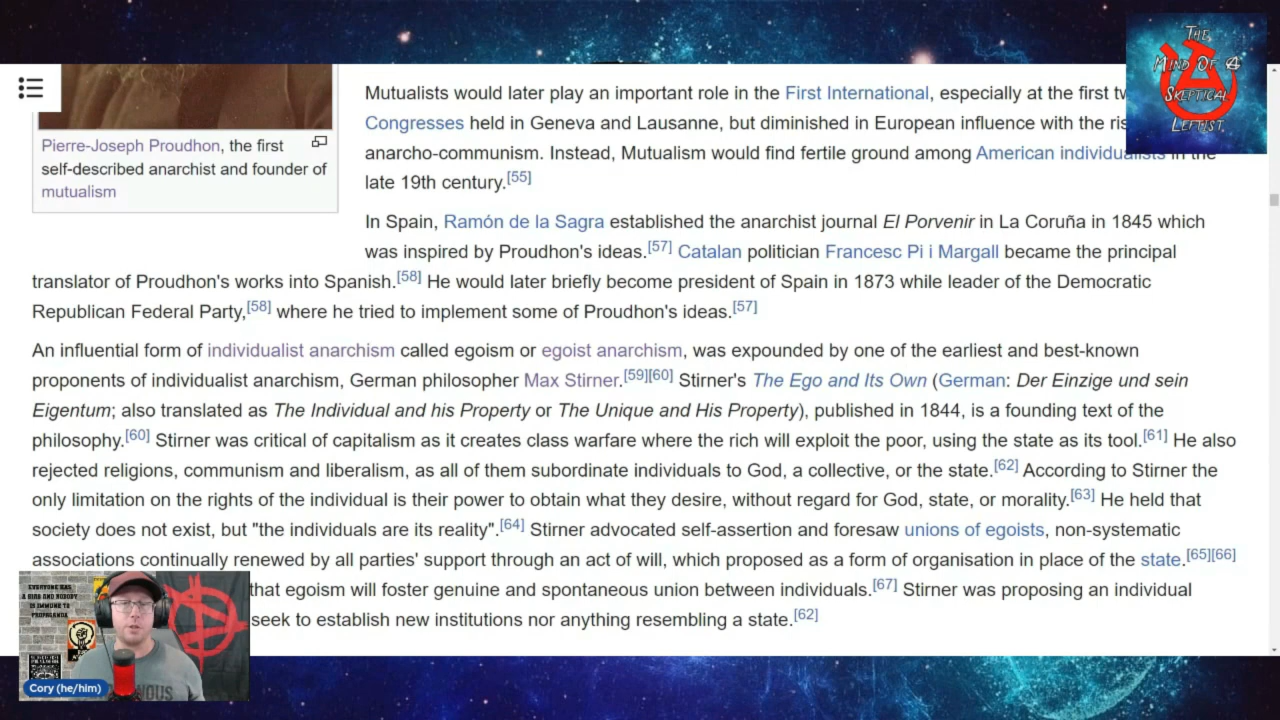 THE
MIND OF A
SKEPTICAL
LEFTIST
Pierre-Joseph Proudhon, the first
self-described anarchist and founder of
mutualism
Mutualists would later play an important role in the First International, especially at the first tw
Congresses held in Geneva and Lausanne, but diminished in European influence with the ris
anarcho-communism. Instead, Mutualism would find fertile ground among American individualists in the
late 19th century.[55]
In Spain, Ramón de la Sagra established the anarchist journal El Porvenir in La Coruña in 1845 which
was inspired by Proudhon's ideas.[57] Catalan politician Francesc Pi i Margall became the principal
translator of Proudhon's works into Spanish.[58] He would later briefly become president of Spain in 1873 while leader of the Democratic
Republican Federal Party,[58] where he tried to implement some of Proudhon's ideas.[57]
An influential form of individualist anarchism called egoism or egoist anarchism, was expounded by one of the earliest and best-known
proponents of individualist anarchism, German philosopher Max Stirner.[59][60] Stirner's The Ego and Its Own (German: Der Einzige und sein
Eigentum; also translated as The Individual and his Property or The Unique and His Property), published in 1844, is a founding text of the
philosophy.[60] Stirner was critical of capitalism as it creates class warfare where the rich will exploit the poor, using the state as its tool.[61] He also
rejected religions, communism and liberalism, as all of them subordinate individuals to God, a collective, or the state.[62] According to Stirner the
only limitation on the rights of the individual is their power to obtain what they desire, without regard for God, state, or morality.[63] He held that
society does not exist, but "the individuals are its reality".[64] Stirner advocated self-assertion and foresaw unions of egoists, non-systematic
associations continually renewed by all parties' support through an act of will, which proposed as a form of organisation in place of the state.[65][66]
that egoism will foster genuine and spontaneous union between individuals.[67] Stirner was proposing an individual
seek to establish new institutions nor anything resembling a state.[62]
EVERYONE HAS
A BIAS AND NOBODY
IS IMMUNE TO
PROPAGANDA
Cory (he/him)